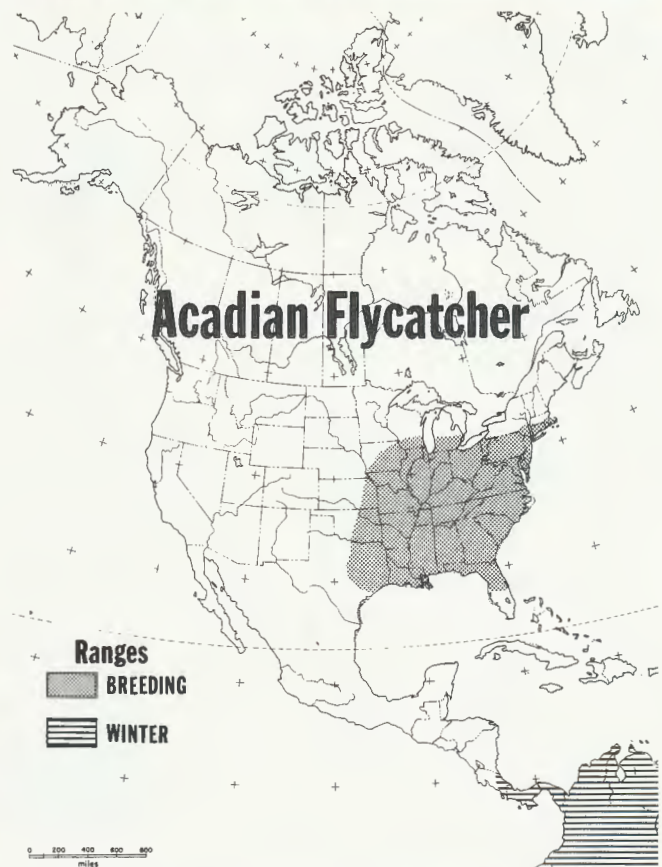 Acadian Flycatcher
Ranges
BREEDING
WINTER
0 200 400 600 800
miles